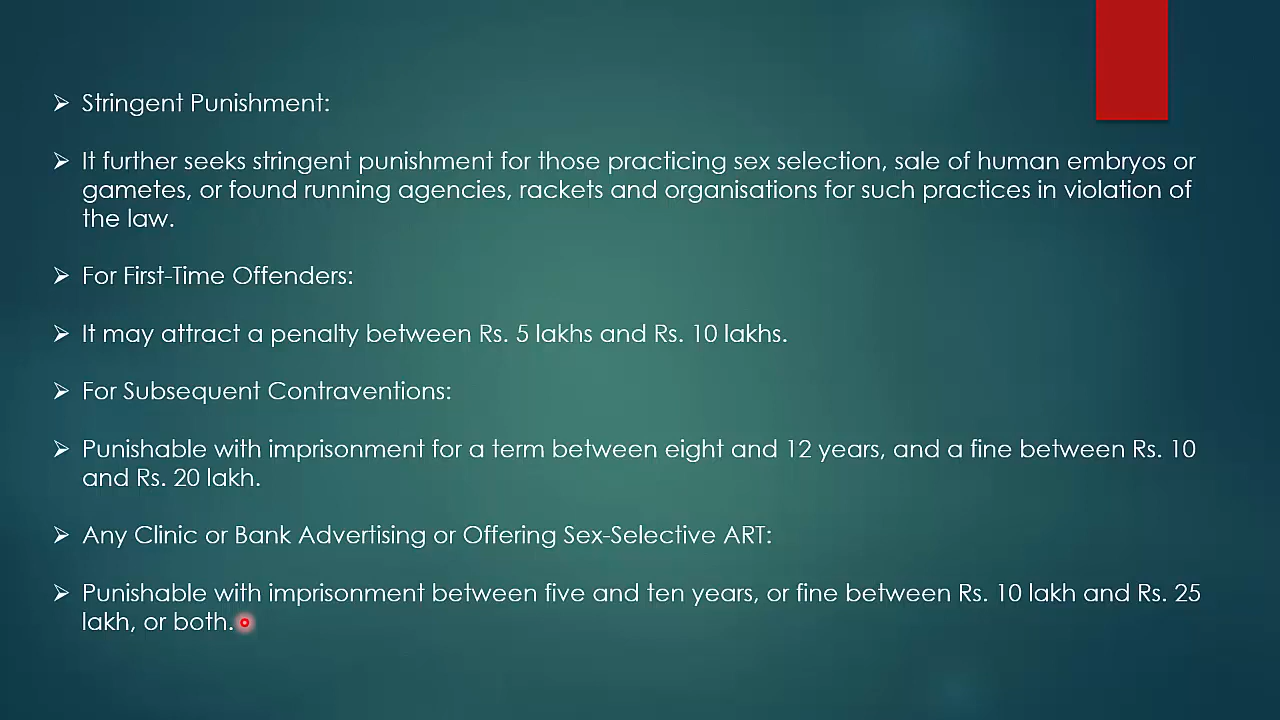 Stringent Punishment:
It further seeks stringent punishment for those practicing sex selection, sale of human embryos or
gametes, or found running agencies, rackets and organisations for such practices in violation of
the law.
For First-Time Offenders:
It may attract a penalty between Rs. 5 lakhs and Rs. 10 lakhs.
For Subsequent Contraventions:
Punishable with imprisonment for a term between eight and 12 years, and a fine between Rs. 10
and Rs. 20 lakh.
Any Clinic or Bank Advertising or Offering Sex-Selective ART:
Punishable with imprisonment between five and ten years, or fine between Rs. 10 lakh and Rs. 25
lakh, or both.